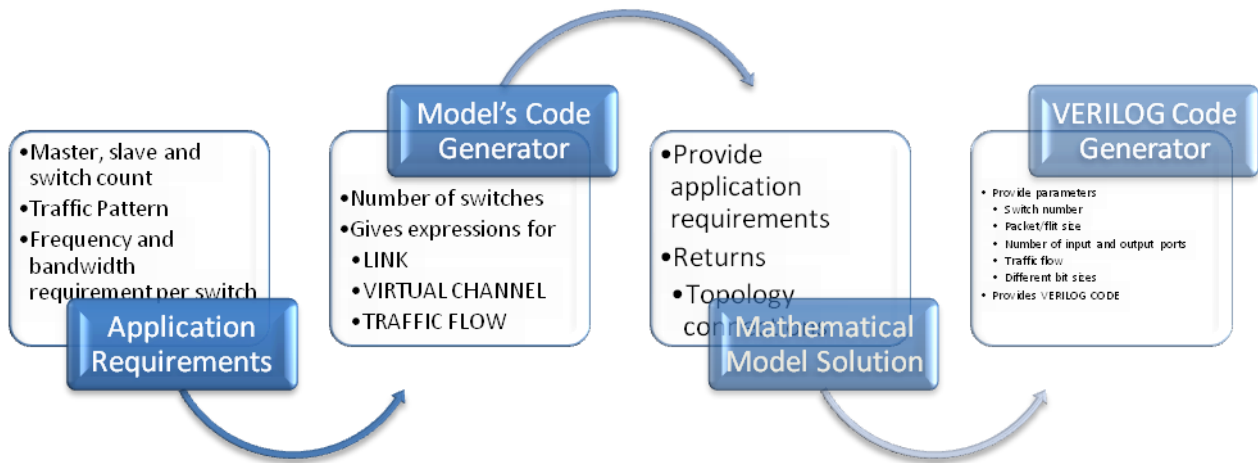 •Master, slave and
switch count
•Traffic Pattern
•Frequency and
bandwidth
requirement per switch
Application
Requirements
Model's Code
Generator
•Number of switches
•Gives expressions for
•LINK
•VIRTUAL CHANNEL
•TRAFFIC FLOW
•Provide
application
requirements
•Returns
•Topology
Mathematical
Model Solution
VERILOG Code
Generator
• Provide parameters
• Switch number
• Packet/flit size
• Number of input and output ports
• Traffic flow
• Different bit sizes
• Provides VERILOG CODE